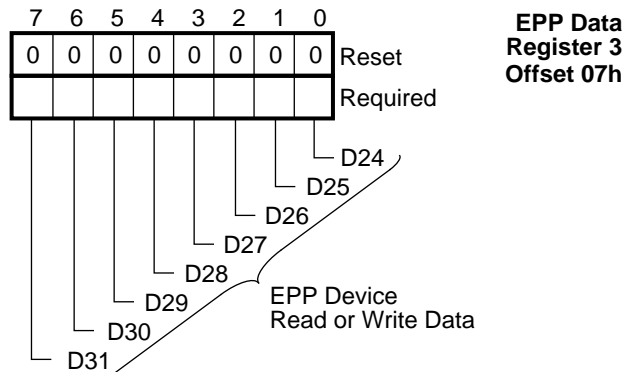 7 6 5 4 3 2 1 0
EPP Data
Register 3
Offset 07h
0 0 0 0 0 0 0 0 Reset
Required
D24
D25
D26
D27
D28
D29
D30
D31
EPP Device
Read or Write Data